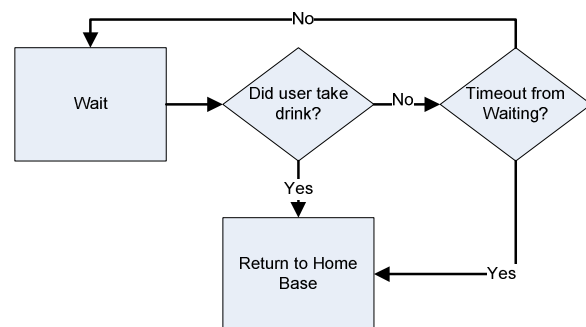 No
Wait
Did user take
drink?
No
Timeout from
Waiting?
Yes
Return to Home
Base
Yes